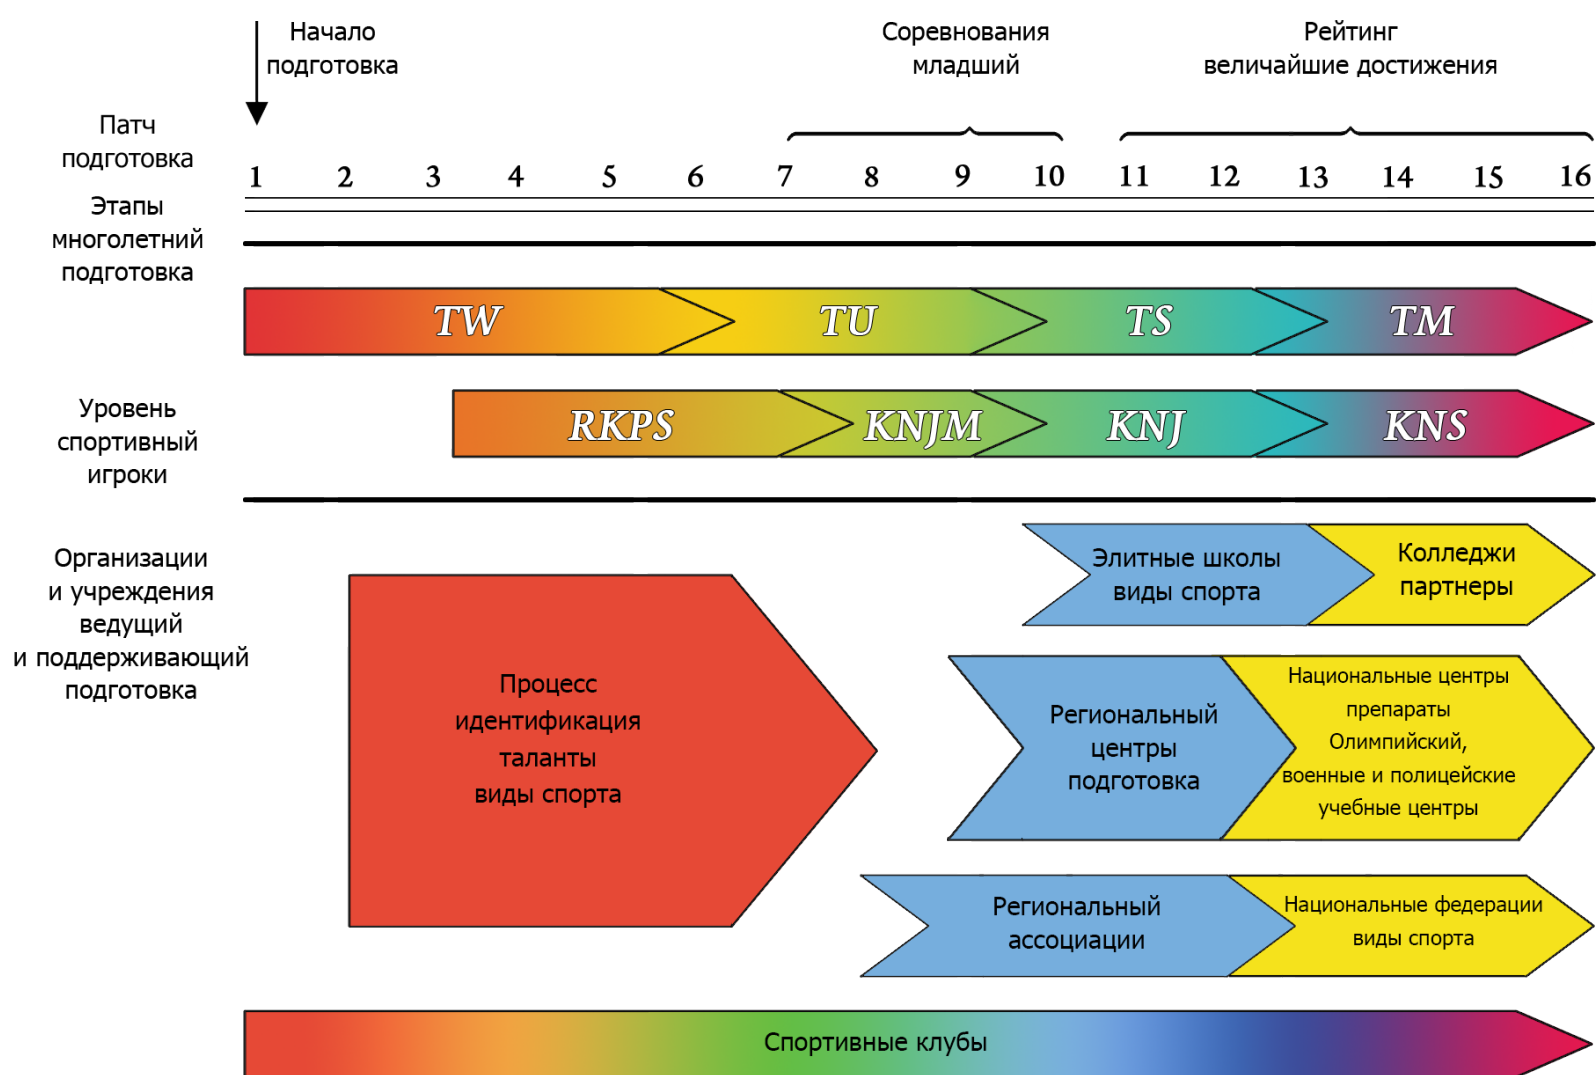 Начало
подготовка
Соревнования
младший
Рейтинг
величайшие достижения
Патч
подготовка
1 2 3 4 5 6 7 8 9 10 11 12 13 14 15 16
Этапы
многолетний
подготовка
TW TU TS TM
Уровень
спортивный
игроки
RKPS KNJM KNJ KNS
Организации
и учреждения
ведущий
и поддерживающий
подготовка
Процесс
идентификация
таланты
виды спорта
Элитные школы
виды спорта
Колледжи
партнеры
Региональный
центры
подготовка
Национальные центры
препараты
Олимпийский,
военные и полицейские
учебные центры
Региональный
ассоциации
Национальные федерации
виды спорта
Спортивные клубы